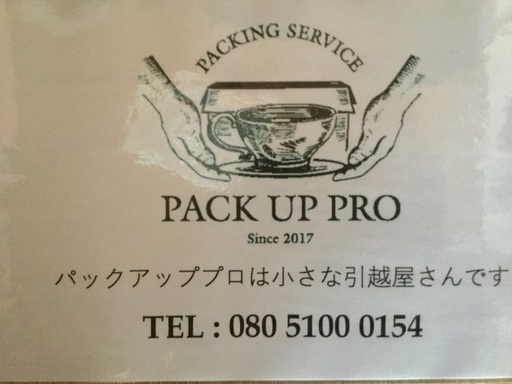 PACKING SERVICE
PACK UP PRO
Since 2017
パックアッププロは小さな引越屋さんです
TEL : 080 5100 0154